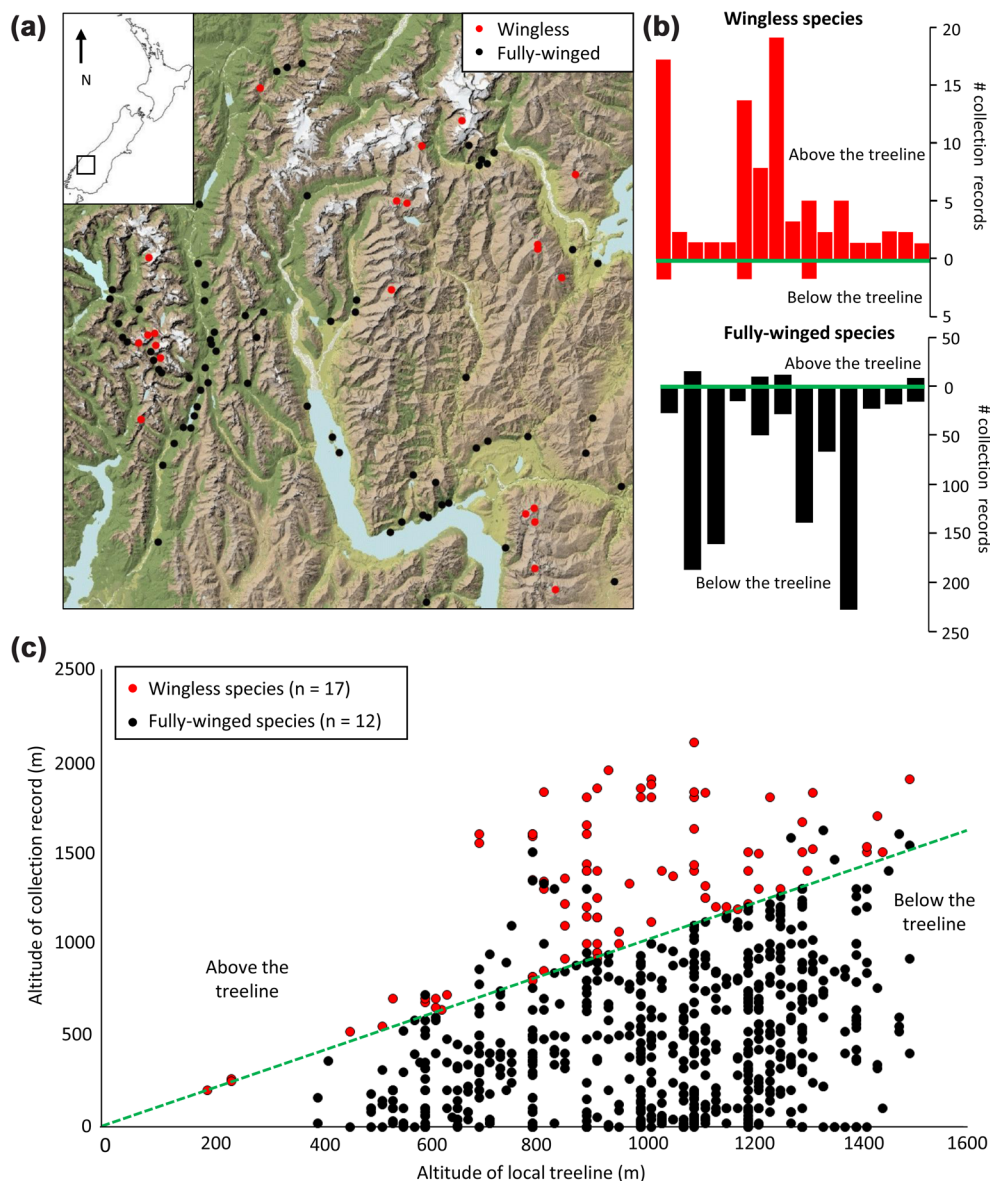 (a)
N
Wingless
Fully-winged
(b)
Wingless species
20
15
10
5
0
5
# collection records
Above the treeline
Below the treeline
Fully-winged species
50
0
50
100
150
200
250
# collection records
Above the treeline
Below the treeline
(c)
2500
2000
1500
1000
500
0
Altitude of collection record (m)
Wingless species (n = 17)
Fully-winged species (n = 12)
Above the
treeline
Below the
treeline
0
200
400
600
800
1000
1200
1400
1600
Altitude of local treeline (m)